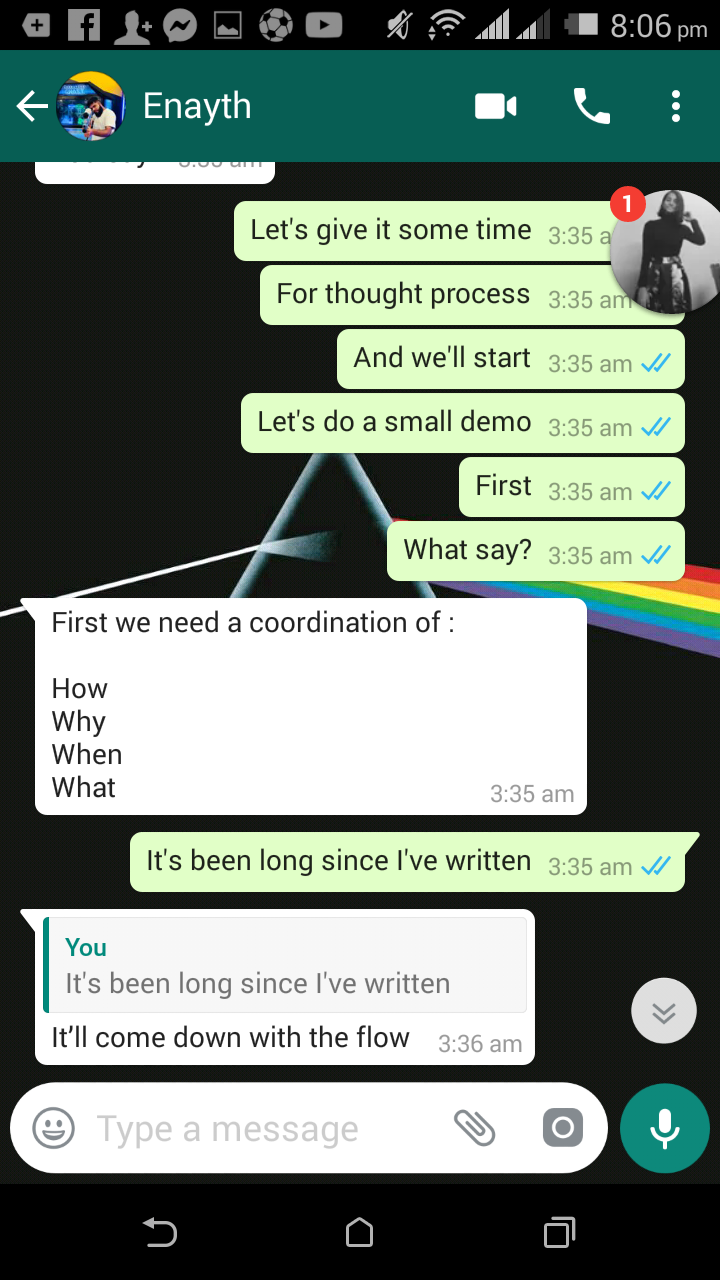 8:06 pm
Enayth
Let's give it some time 3:35 a
1
For thought process 3:35 am
And we'll start 3:35 am
Let's do a small demo 3:35 am
First 3:35 am
What say? 3:35 am
First we need a coordination of :
How
Why
When
What 3:35 am
It's been long since I've written 3:35 am
You
It's been long since I've written
It'll come down with the flow 3:36 am
Type a message